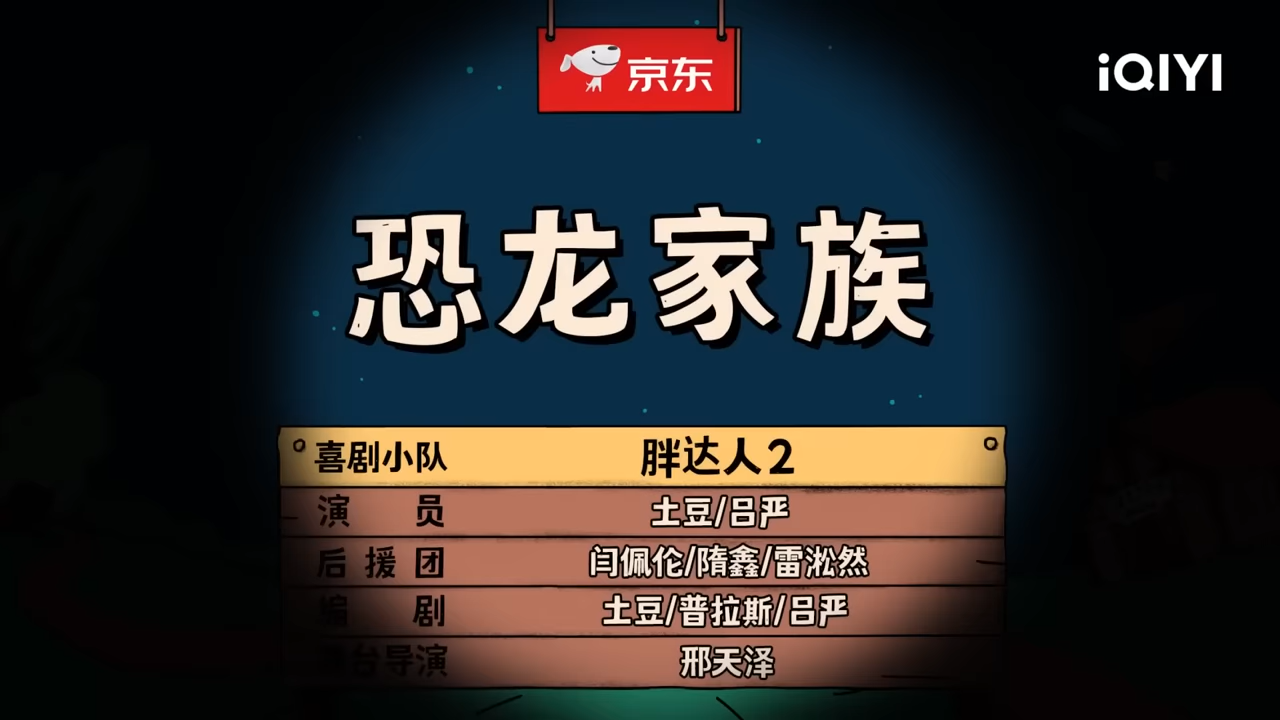 京东
iQIYI
恐龙家族
喜剧小队 胖达人2
演员 土豆/吕严
后援团 闫佩伦/隋鑫/雷淞然
编剧 土豆/普拉斯/吕严
台导演 邢天泽